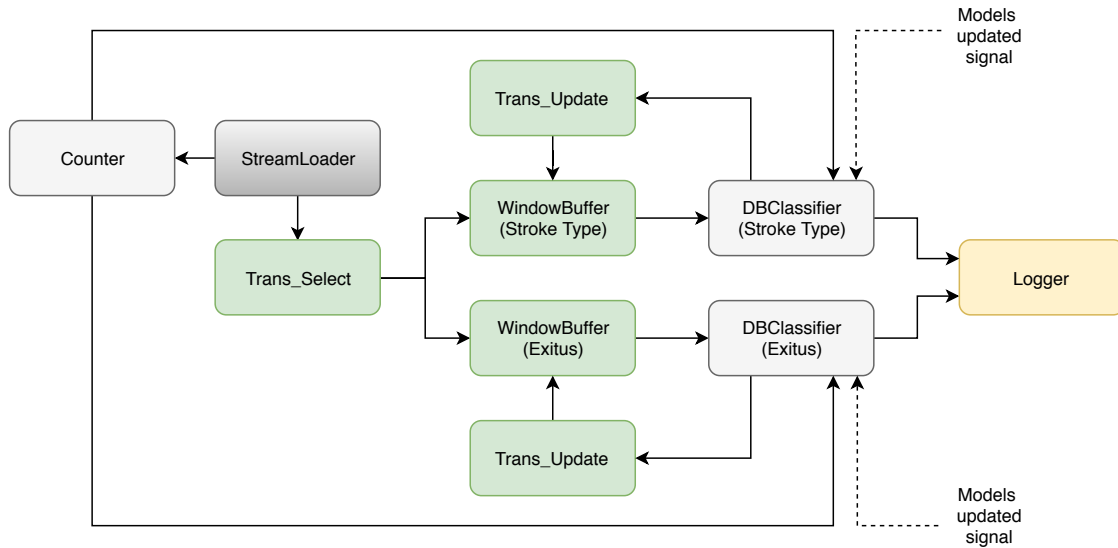 Models
updated
signal
Trans_Update
Counter
StreamLoader
WindowBuffer
(Stroke Type)
DBClassifier
(Stroke Type)
Trans_Select
Logger
WindowBuffer
(Exitus)
DBClassifier
(Exitus)
Trans_Update
Models
updated
signal